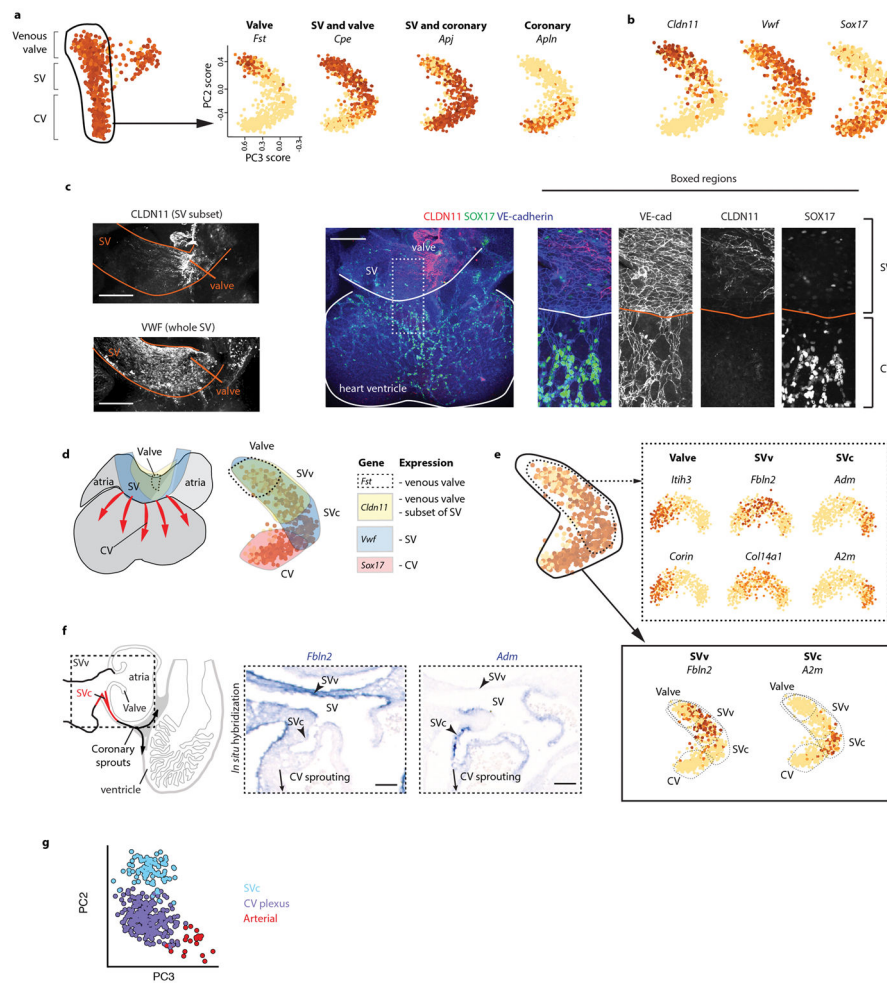 a
Venous
valve
SV
CV
Valve
Fst
SV and valve
Cpe
SV and coronary
Apj
Coronary
Apln
PC2 score
0.4
0.0
-0.4
0.6
0.3
0.0
-0.3
PC3 score
b
Cldn11
Vwf
Sox17
c
Boxed regions
CLDN11 (SV subset)
SV
valve
VWF (whole SV)
SV
valve
CLDN11 SOX17 VE-cadherin
valve
SV
heart ventricle
VE-cad
CLDN11
SOX17
d
Valve
atria
SV
atria
CV
SVv
SVc
CV
Gene
Expression
Fst
- venous valve
Cldn11
- venous valve
- subset of SV
Vwf
- SV
Sox17
- CV
e
Valve
SVv
SVc
Itih3
Fbln2
Adm
Corin
Col14a1
A2m
SVv
SVc
Fbln2
A2m
Valve
SVv
SVc
CV
Valve
SVv
SVc
CV
f
SVv
atria
SVc
Valve
Coronary
sprouts
ventricle
In situ hybridization
Fbln2
SVv
SV
SVc
CV sprouting
Adm
SVv
SV
SVc
CV sprouting
g
PC2
PC3
SVc
CV plexus
Arterial